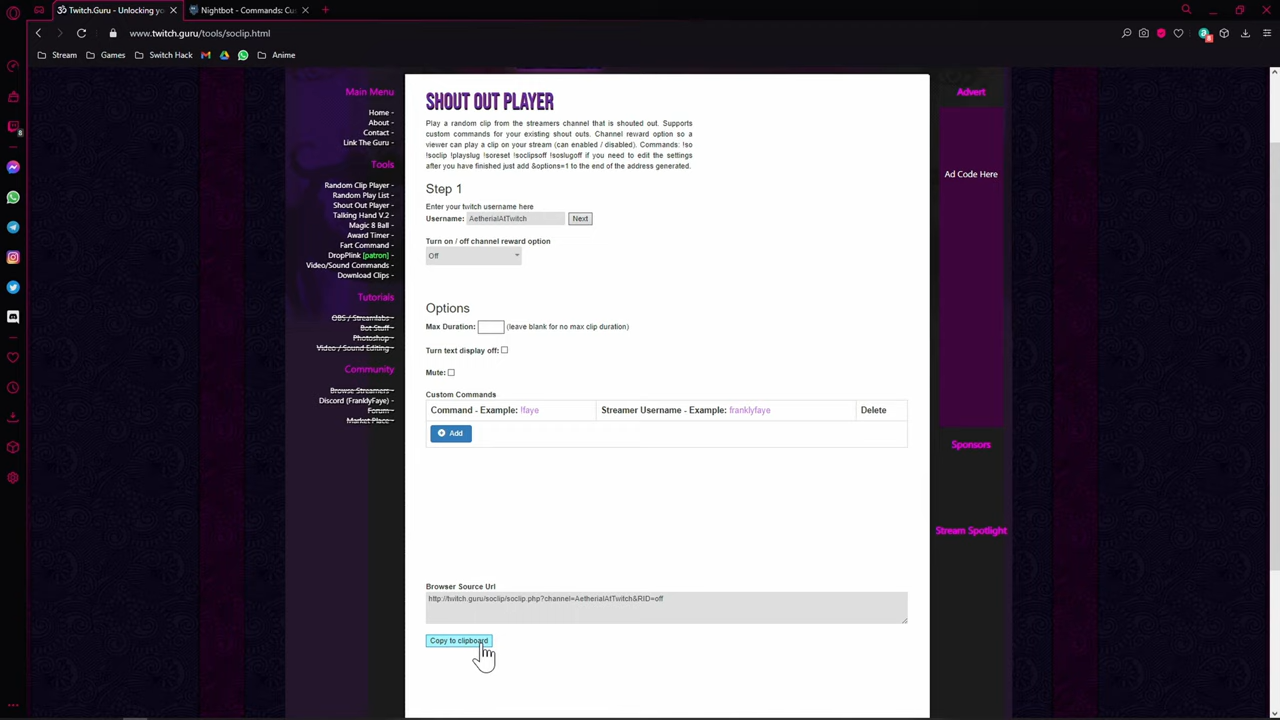 Twitch.Guru - Unlocking yo
Nightbot - Commands: Cus
www.twitch.guru/tools/soclip.html
Stream
Games
Switch Hack
Anime
8
Main Menu
Home -
About -
Contact -
Link The Guru -
Tools
Random Clip Player -
Random Play List -
Shout Out Player -
Talking Hand V.2 -
Magic 8 Ball -
Award Timer -
Fart Command -
DropPlink [patron] -
Video/Sound Commands -
Download Clips -
Tutorials
OBS / Streamlabs -
Bot Stuff -
Photoshop -
Video / Sound Editing -
Community
Browse Streamers -
Discord (FranklyFaye) -
Forum -
Market Place -
SHOUT OUT PLAYER
Play a random clip from the streamers channel that is shouted out. Supports
custom commands for your existing shout outs. Channel reward option so a
viewer can play a clip on your stream (can enabled / disabled). Commands: !so
!soclip !playslug !soreset !soclipsoff !soslugoff if you need to edit the settings
after you have finished just add &options=1 to the end of the address generated.
Step 1
Enter your twitch username here
Username: AetherialAtTwitch Next
Turn on / off channel reward option
Off
Options
Max Duration: (leave blank for no max clip duration)
Turn text display off:
Mute:
Custom Commands
Command - Example: !faye Streamer Username - Example: franklyfaye Delete
Add
Browser Source Url
http://twitch.guru/soclip/soclip.php?channel=AetherialAtTwitch&RID=off
Copy to clipboard
Advert
Ad Code Here
Sponsors
Stream Spotlight